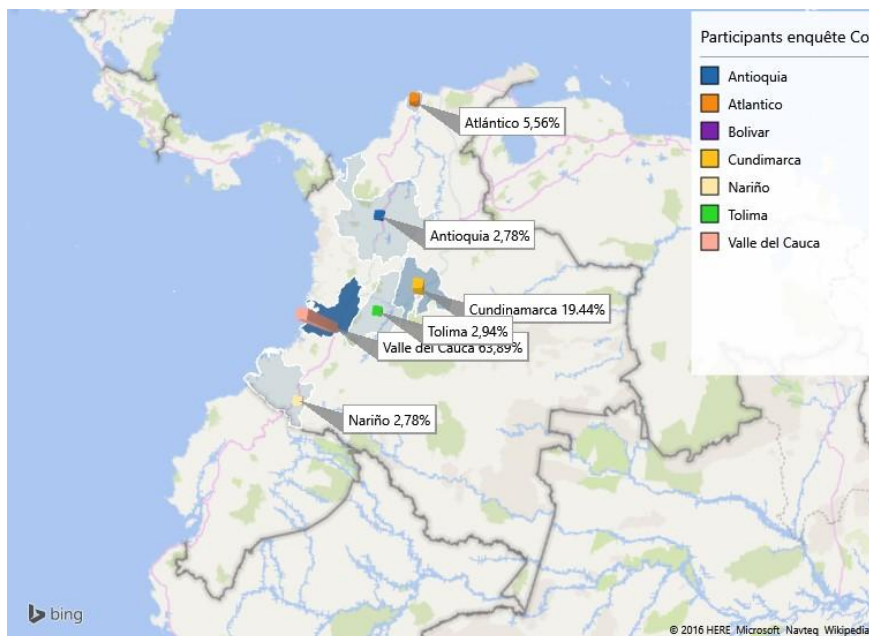 Participants enquête Co
Antioquia
Atlantico
Bolivar
Cundimarca
Nariño
Tolima
Valle del Cauca
Atlántico 5,56%
Antioquia 2,78%
Cundinamarca 19.44%
Tolima 2,94%
Valle del Cauca 63,89%
Nariño 2,78%
bing
© 2016 HERE Microsoft Navteq Wikipedia